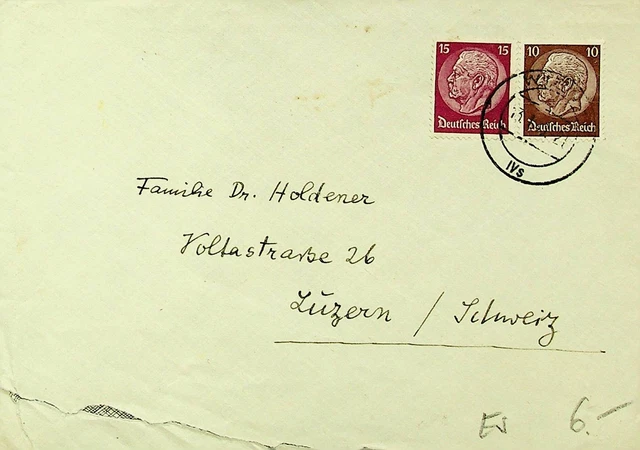 15 15 10 10
Deutsches Reich Deutsches Reich
IVs
Familie Dr. Holdener
Voltastraße 26
Luzern / Schweiz
6.–